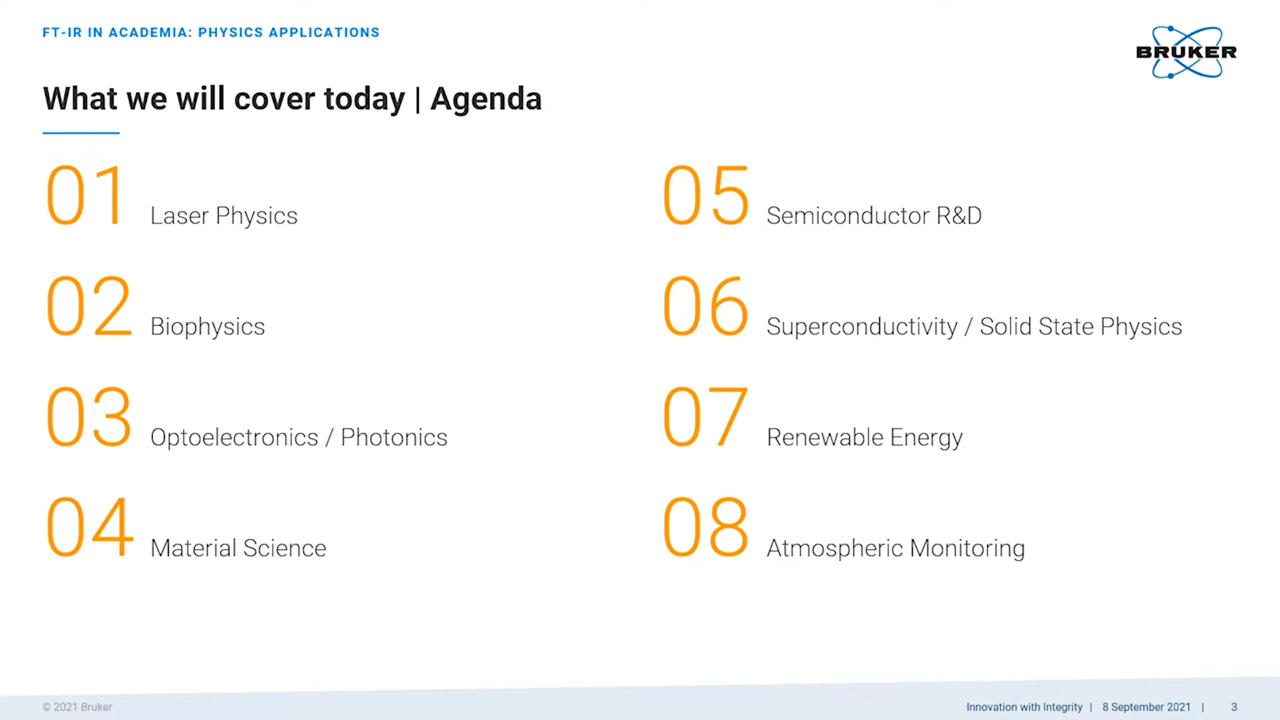 FT-IR IN ACADEMIA: PHYSICS APPLICATIONS
BRUKER
What we will cover today | Agenda
01 Laser Physics
02 Biophysics
03 Optoelectronics / Photonics
04 Material Science
05 Semiconductor R&D
06 Superconductivity / Solid State Physics
07 Renewable Energy
08 Atmospheric Monitoring
© 2021 Bruker
Innovation with Integrity | 8 September 2021 | 3